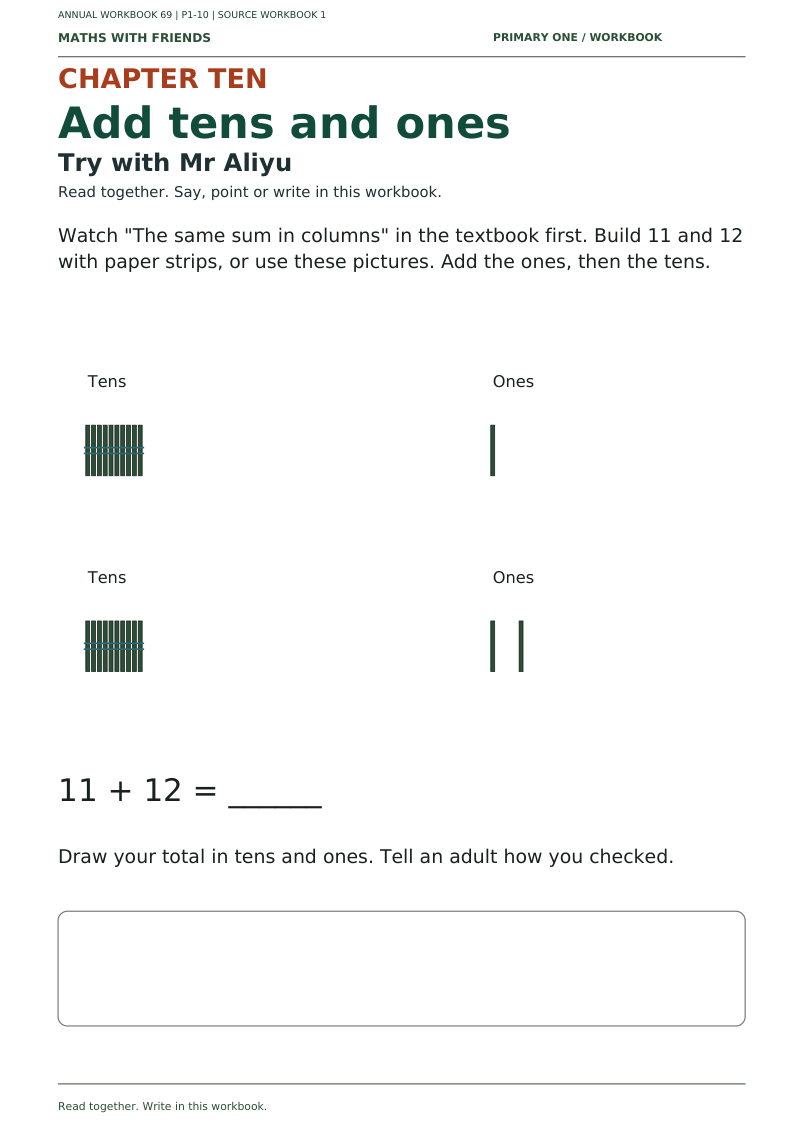 ANNUAL WORKBOOK 69 | P1-10 | SOURCE WORKBOOK 1
MATHS WITH FRIENDS
PRIMARY ONE / WORKBOOK
CHAPTER TEN
Add tens and ones
Try with Mr Aliyu
Read together. Say, point or write in this workbook.
Watch "The same sum in columns" in the textbook first. Build 11 and 12
with paper strips, or use these pictures. Add the ones, then the tens.
Tens
Ones
Tens
Ones
11 + 12 = ______
Draw your total in tens and ones. Tell an adult how you checked.
Read together. Write in this workbook.